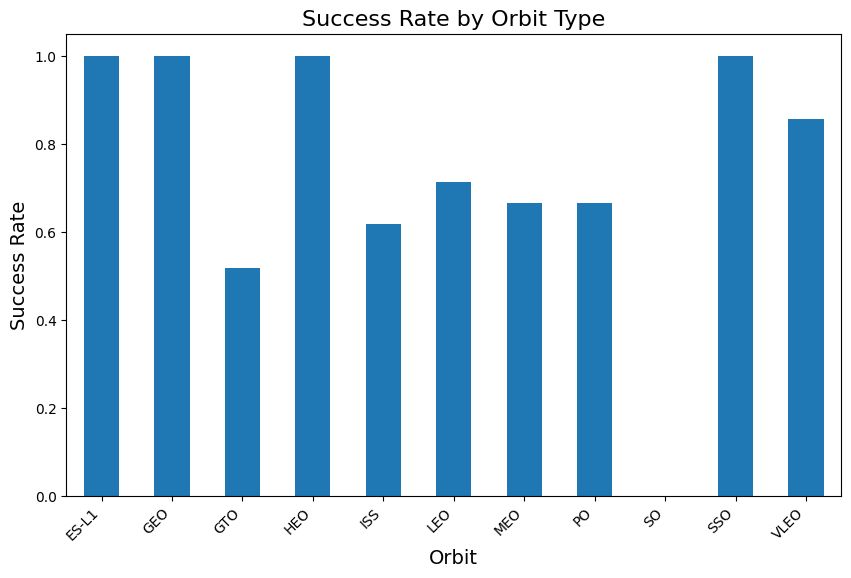 Success Rate by Orbit Type
Success Rate
1.0
0.8
0.6
0.4
0.2
0.0
ES-L1
GEO
GTO
HEO
ISS
LEO
MEO
PO
SO
SSO
VLEO
Orbit